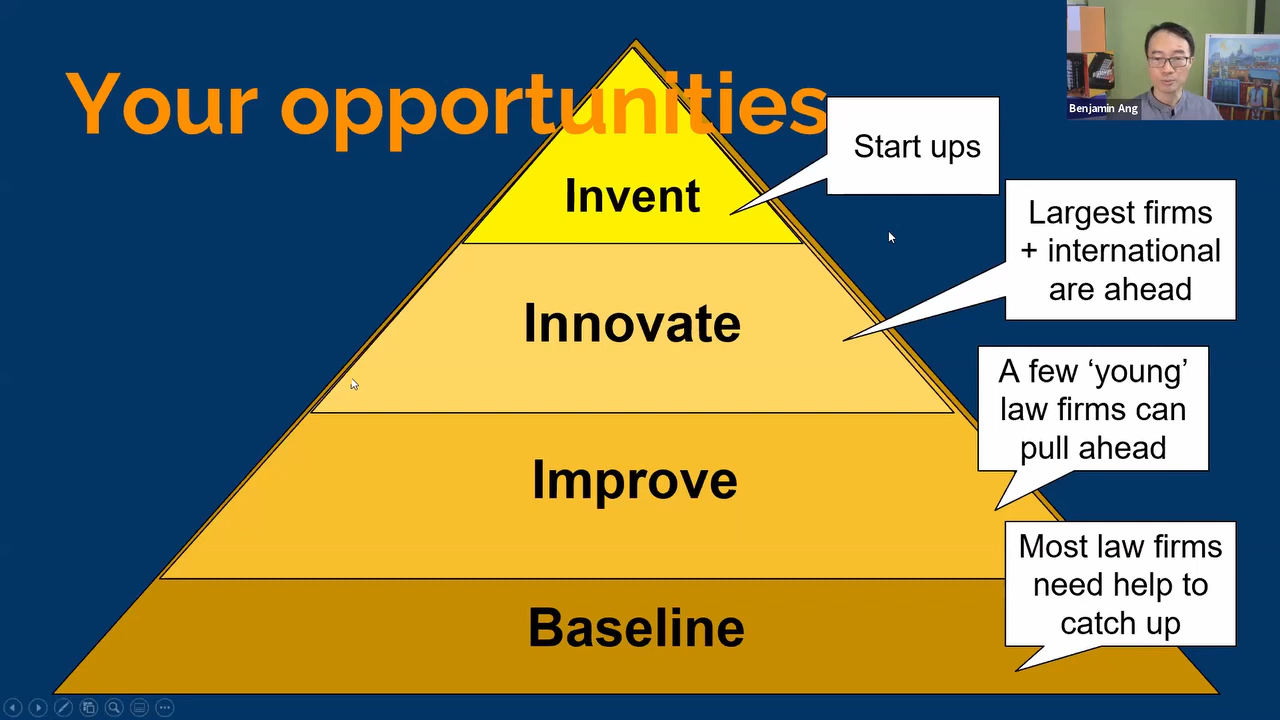 Your opportunities
Benjamin Ang
Start ups
Invent
Largest firms
+ international
are ahead
Innovate
A few ‘young’
law firms can
pull ahead
Improve
Most law firms
need help to
catch up
Baseline